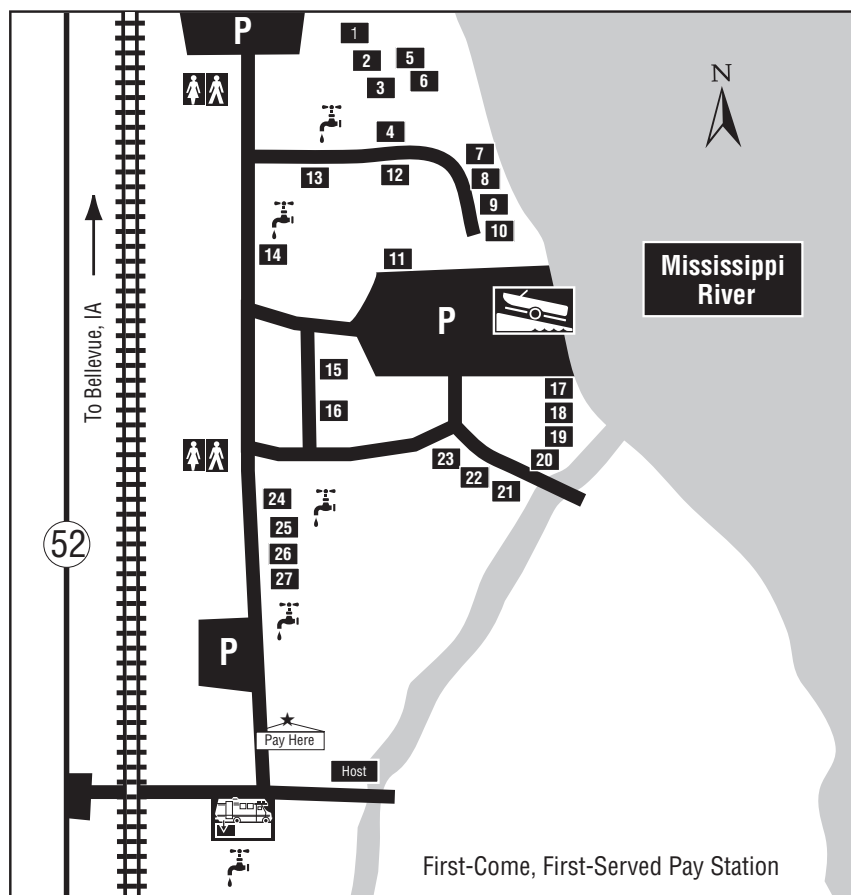 P
1
2
5
3
6
N
4
7
13
12
8
9
10
14
11
Mississippi
River
P
To Bellevue, IA
15
17
16
18
19
23
20
22
21
24
25
52
26
27
P
Pay Here
Host
First-Come, First-Served Pay Station